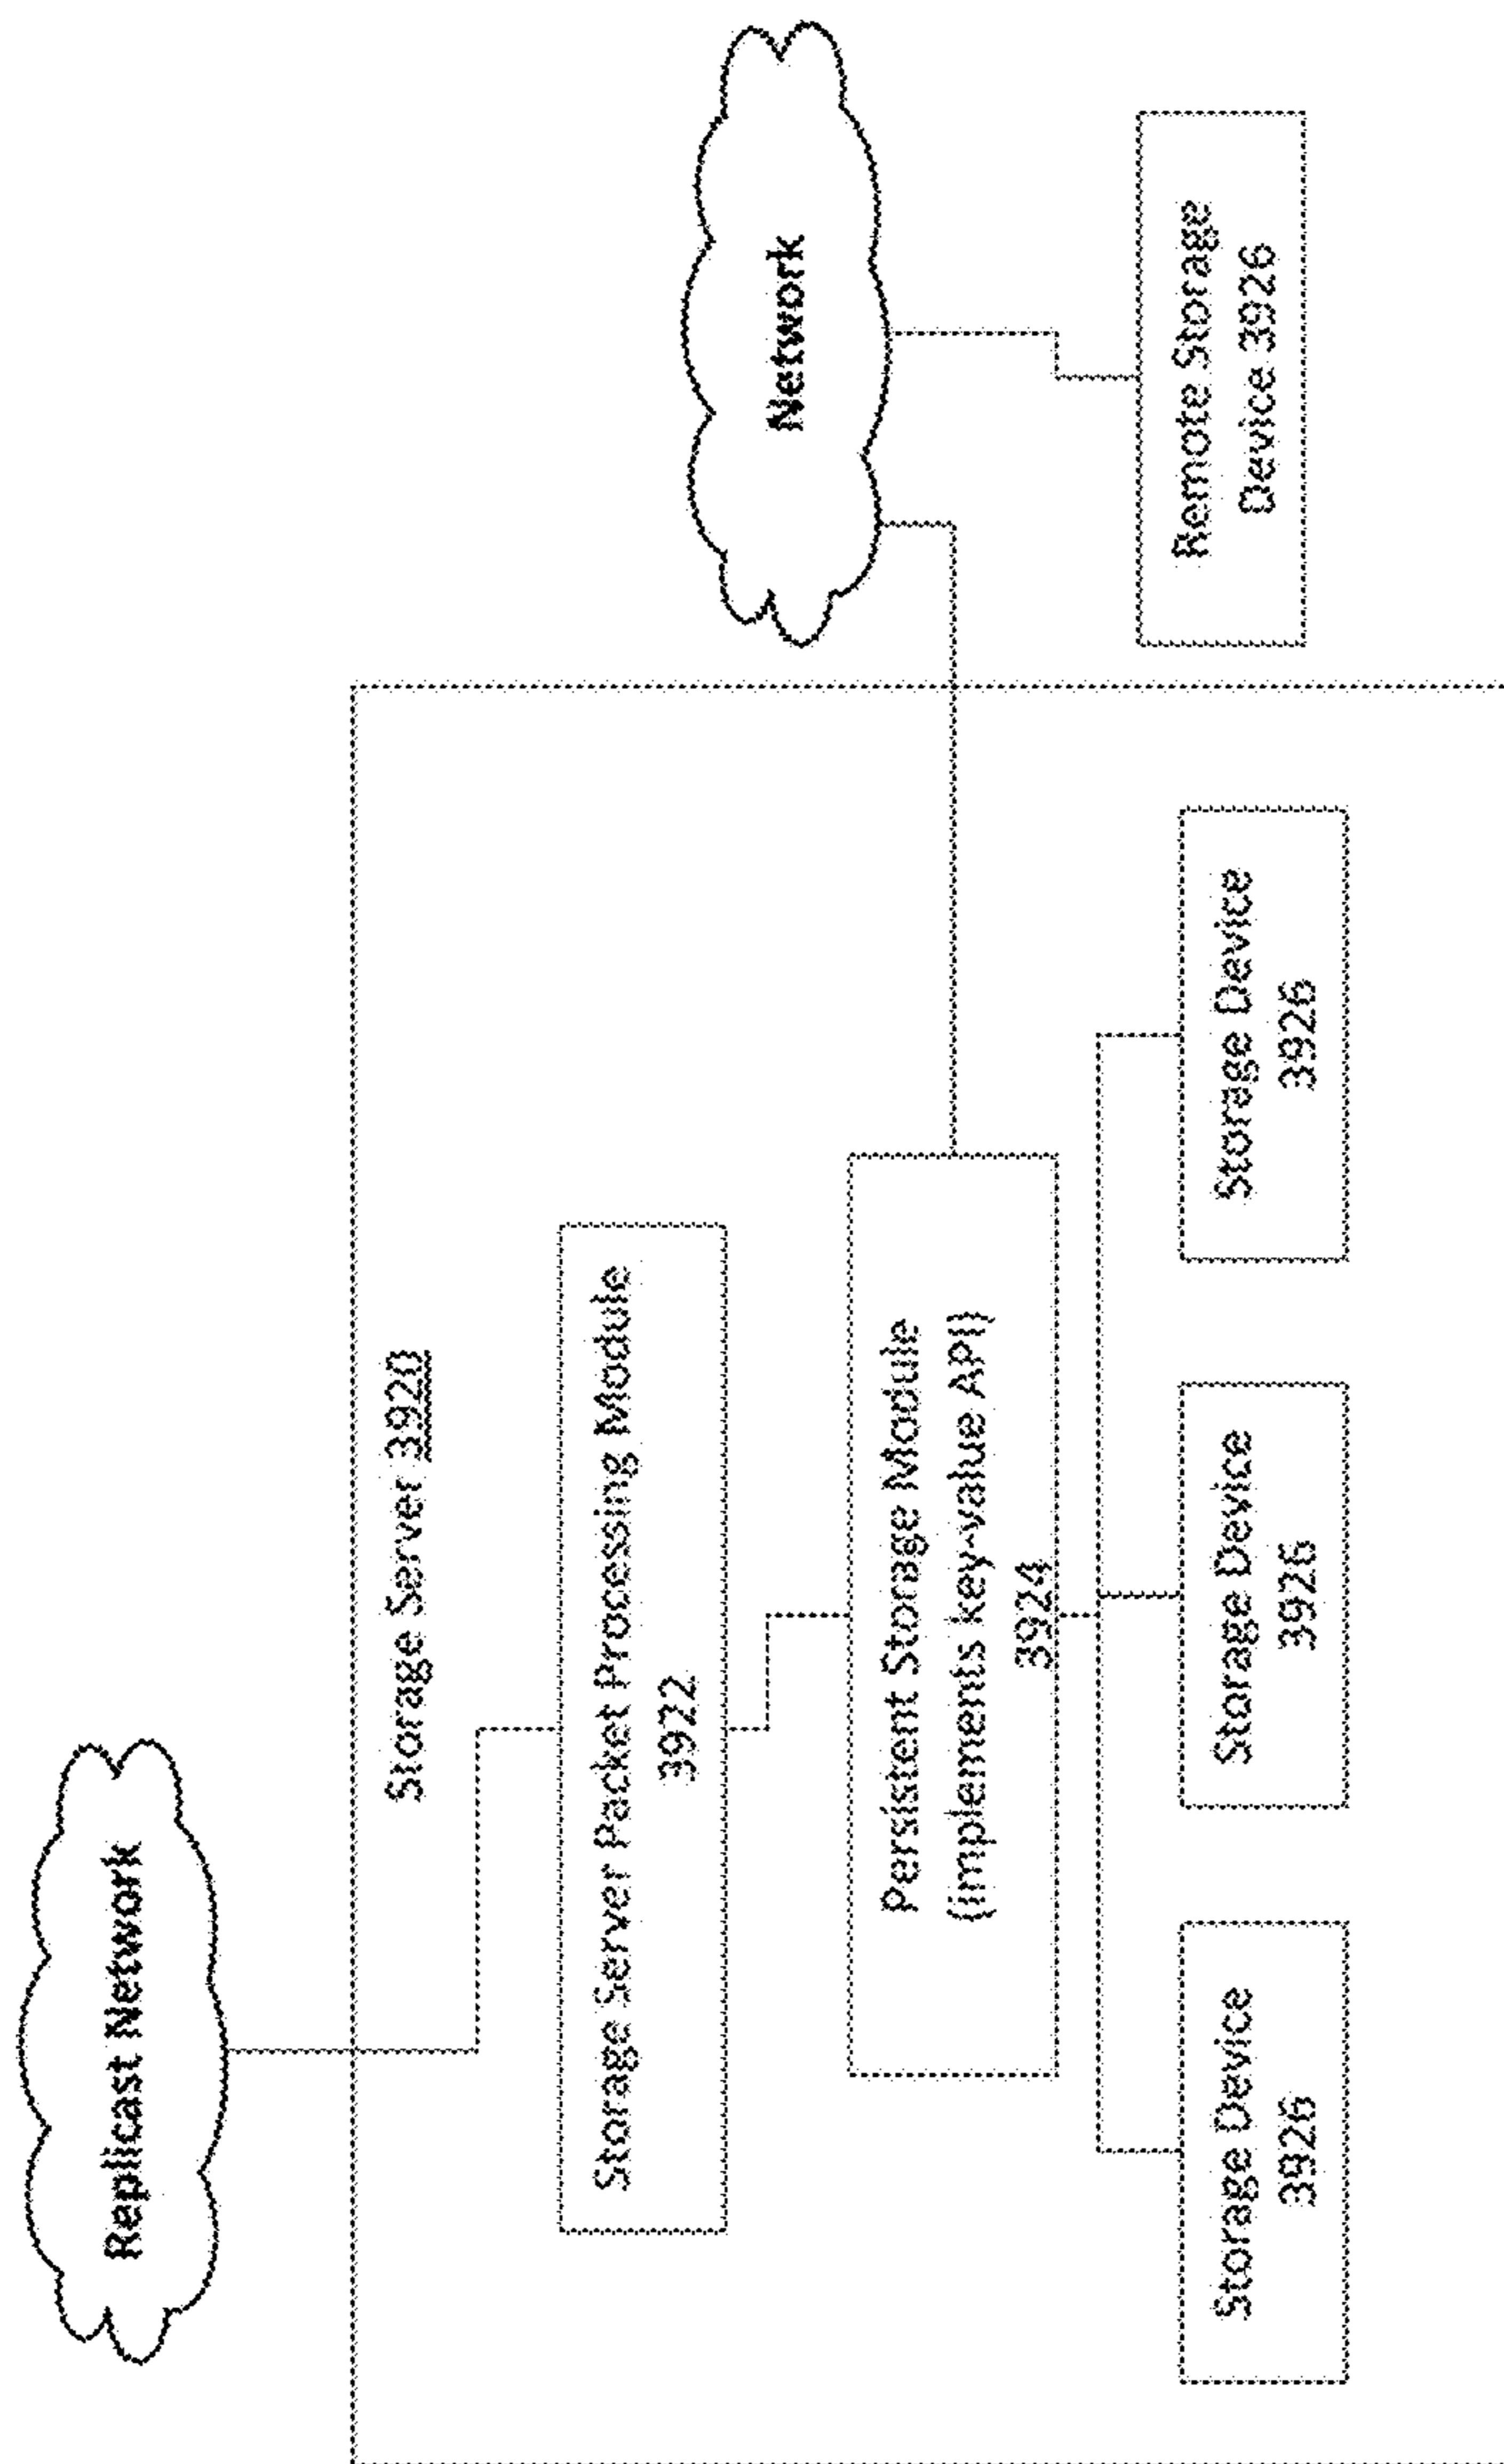 Replicast Network
Storage Server 3920
Storage Server Packet Processing Module
3922
Persistent Storage Module
(implements key-value API)
3924
Storage Device
3926
Storage Device
3926
Storage Device
3926
Network
Remote Storage
Device 3926